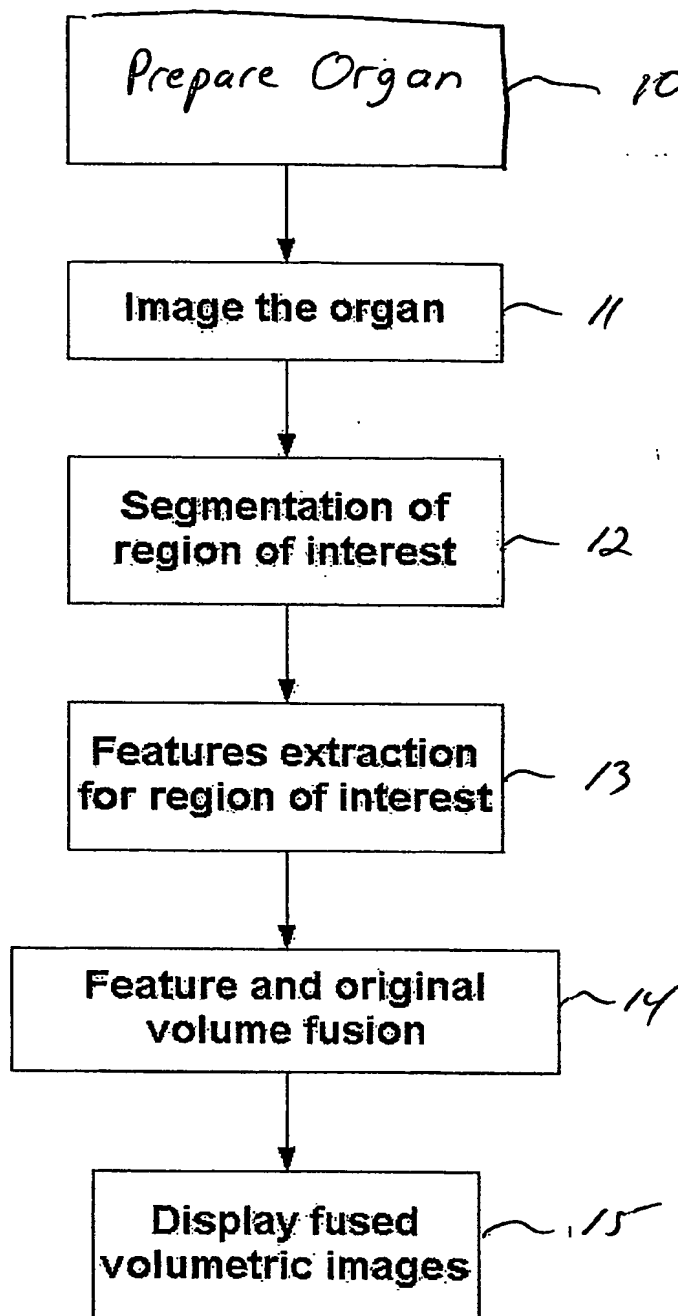 Prepare Organ
10
Image the organ
11
Segmentation of
region of interest
12
Features extraction
for region of interest
13
Feature and original
volume fusion
14
Display fused
volumetric images
15